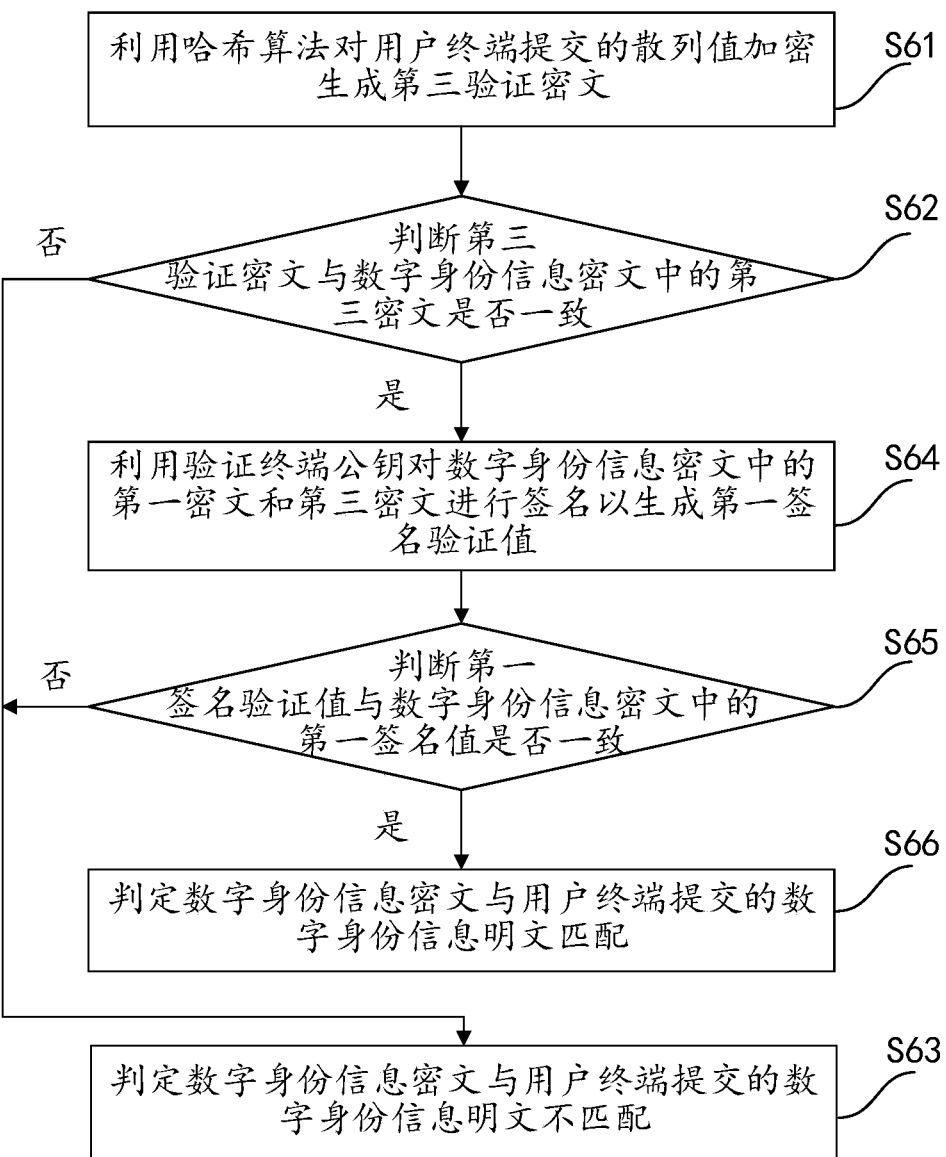 利用哈希算法对用户终端提交的散列值加密
生成第三验证密文
S61
S62
否
判断第三
验证密文与数字身份信息密文中的第
三密文是否一致
是
利用验证终端公钥对数字身份信息密文中的
第一密文和第三密文进行签名以生成第一签
名验证值
S64
S65
否
判断第一
签名验证值与数字身份信息密文中的
第一签名值是否一致
是
S66
判定数字身份信息密文与用户终端提交的数
字身份信息明文匹配
S63
判定数字身份信息密文与用户终端提交的数
字身份信息明文不匹配